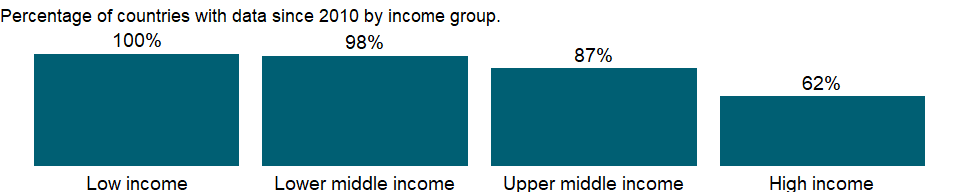 Percentage of countries with data since 2010 by income group.
100%
98%
87%
62%
Low income
Lower middle income
Upper middle income
High income